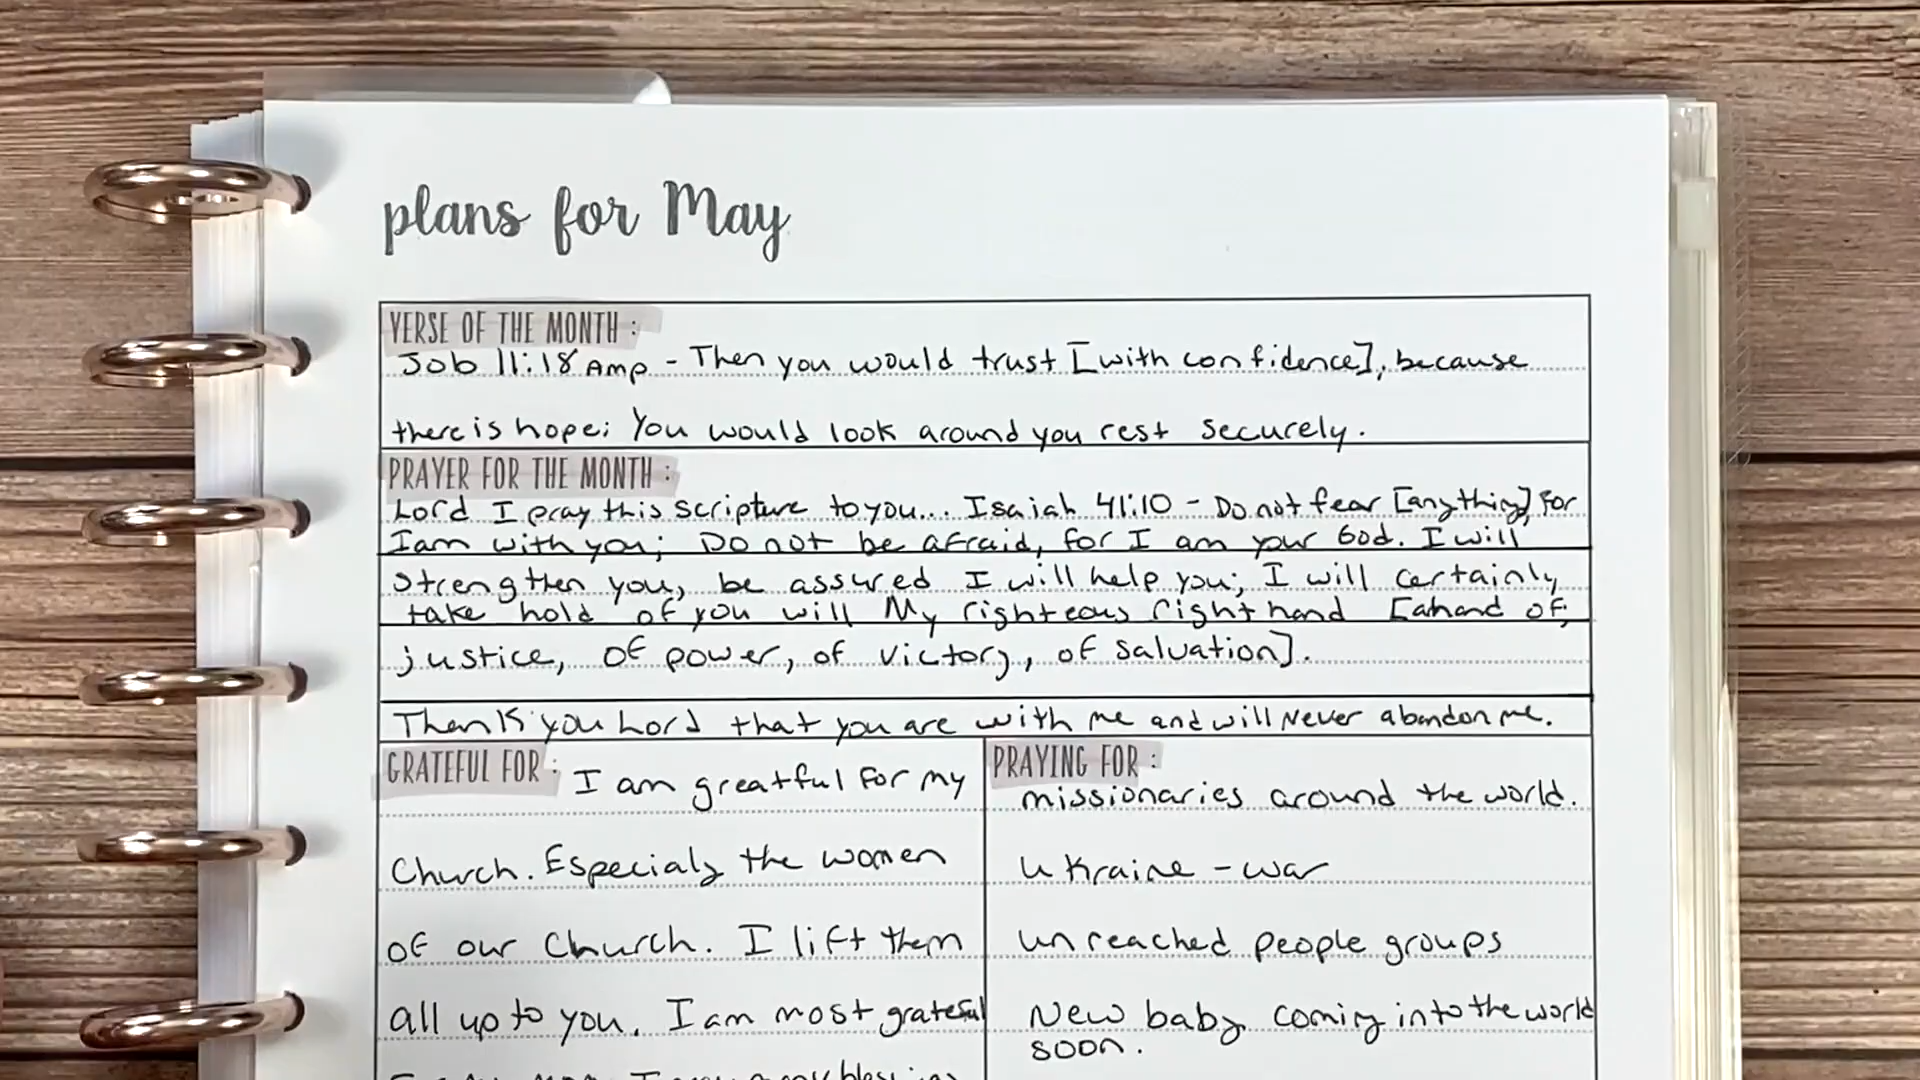 plans for May
VERSE OF THE MONTH :
Job 11:18 Amp - Then you would trust [with confidence], because
there is hope; You would look around you rest securely.
PRAYER FOR THE MONTH :
Lord I pray this scripture to you... Isaiah 41:10 - Do not fear [anything], for
I am with you; Do not be afraid, for I am your God. I will
strengthen you, be assured I will help you; I will certainly
take hold of you will My righteous right hand [a hand of
justice, of power, of victory, of salvation].
Thank you Lord that you are with me and will Never abandon me.
GRATEFUL FOR : I am greatful for my
Church. Especialy the women
of our Church. I lift them
all up to you. I am most grateful
PRAYING FOR :
missionaries around the world.
Ukraine - war
unreached people groups
New baby coming into the world
soon.